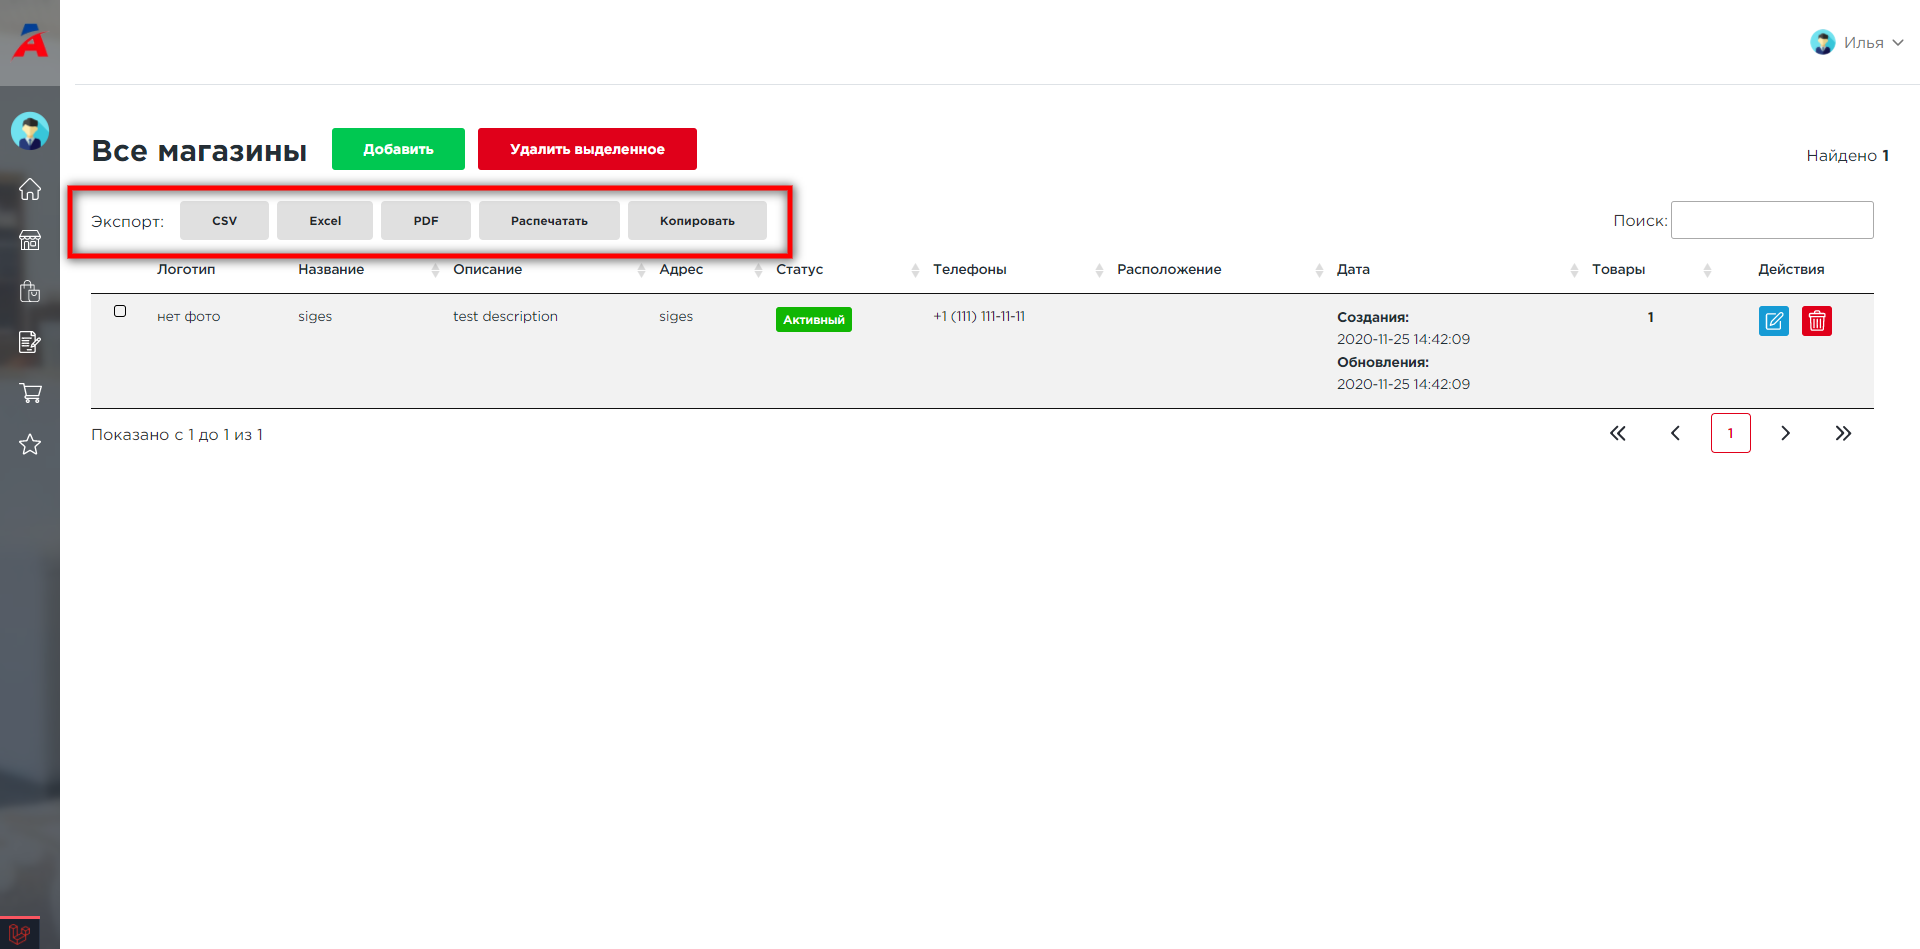 Илья
Все магазины Добавить Удалить выделенное
Найдено 1
Экспорт: CSV Excel PDF Распечатать Копировать
Поиск:
Логотип Название Описание Адрес Статус Телефоны Расположение Дата Товары Действия
нет фото siges test description siges Активный +1 (111) 111-11-11 Создания: 1
2020-11-25 14:42:09
Обновления:
2020-11-25 14:42:09
Показано с 1 до 1 из 1
1